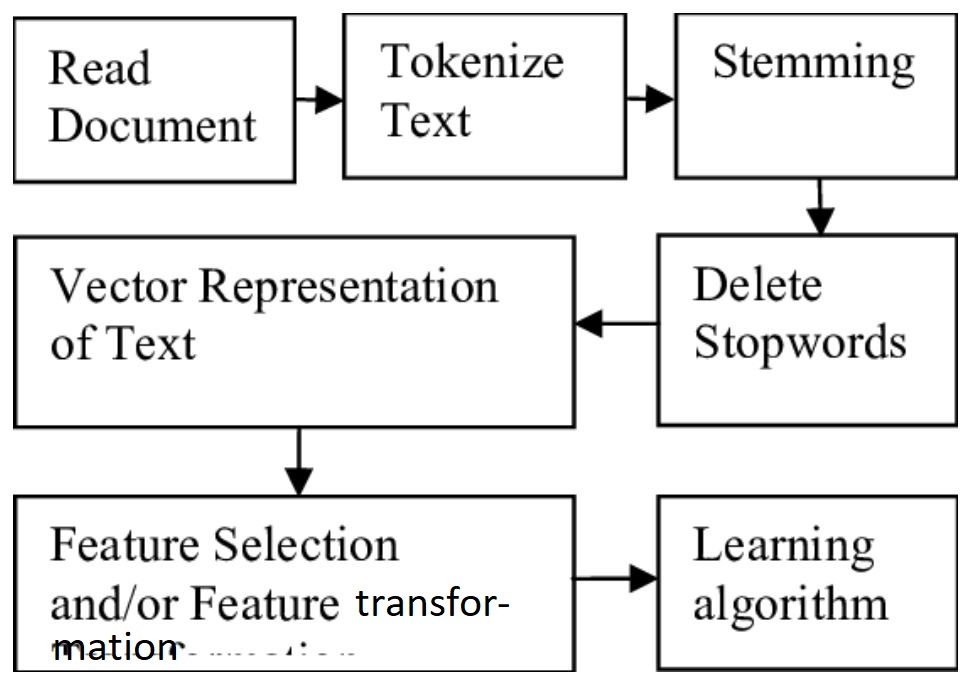 Read
Document
Tokenize
Text
Stemming
Delete
Stopwords
Vector Representation
of Text
Feature Selection
and/or Feature transfor-
mation
Learning
algorithm